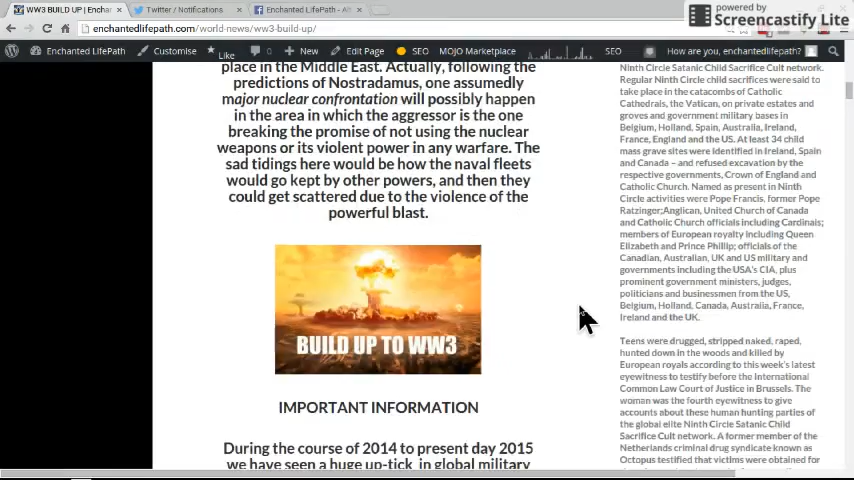 WW3 BUILD UP | Enchan
Twitter / Notifications
Enchanted LifePath - Alt
powered by
Screencastify Lite
enchantedlifepath.com/world-news/ww3-build-up/
Enchanted LifePath
Customise
Like
0
New
Edit Page
SEO
MOJO Marketplace
SEO
How are you, enchantedlifepath?
place in the Middle East. Actually, following the
predictions of Nostradamus, one assumedly
major nuclear confrontation will possibly happen
in the area in which the aggressor is the one
breaking the promise of not using the nuclear
weapons or its violent power in any warfare. The
sad tidings here would be how the naval fleets
would go kept by other powers, and then they
could get scattered due to the violence of the
powerful blast.
BUILD UP TO WW3
IMPORTANT INFORMATION
During the course of 2014 to present day 2015
we have seen a huge up-tick in global military
Ninth Circle Satanic Child Sacrifice Cult network.
Regular Ninth Circle child sacrifices were said to
take place in the catacombs of Catholic
Cathedrals, the Vatican, on private estates and
groves and government military bases in
Belgium, Holland, Spain, Australia, Ireland,
France, England and the US. At least 34 child
mass grave sites were identified in Ireland, Spain
and Canada – and refused excavation by the
respective governments, Crown of England and
Catholic Church. Named as present in Ninth
Circle activities were Pope Francis, former Pope
Ratzinger;Anglican, United Church of Canada
and Catholic Church officials including Cardinals;
members of European royalty including Queen
Elizabeth and Prince Phillip; officials of the
Canadian, Australian, UK and US military and
governments including the USA's CIA, plus
prominent government ministers, judges,
politicians and businessmen from the US,
Belgium, Holland, Canada, Australia, France,
Ireland and the UK.
Teens were drugged, stripped naked, raped,
hunted down in the woods and killed by
European royals according to this week's latest
eyewitness to testify before the International
Common Law Court of Justice in Brussels. The
woman was the fourth eyewitness to give
accounts about these human hunting parties of
the global elite Ninth Circle Satanic Child
Sacrifice Cult network. A former member of the
Netherlands criminal drug syndicate known as
Octopus testified that victims were obtained for